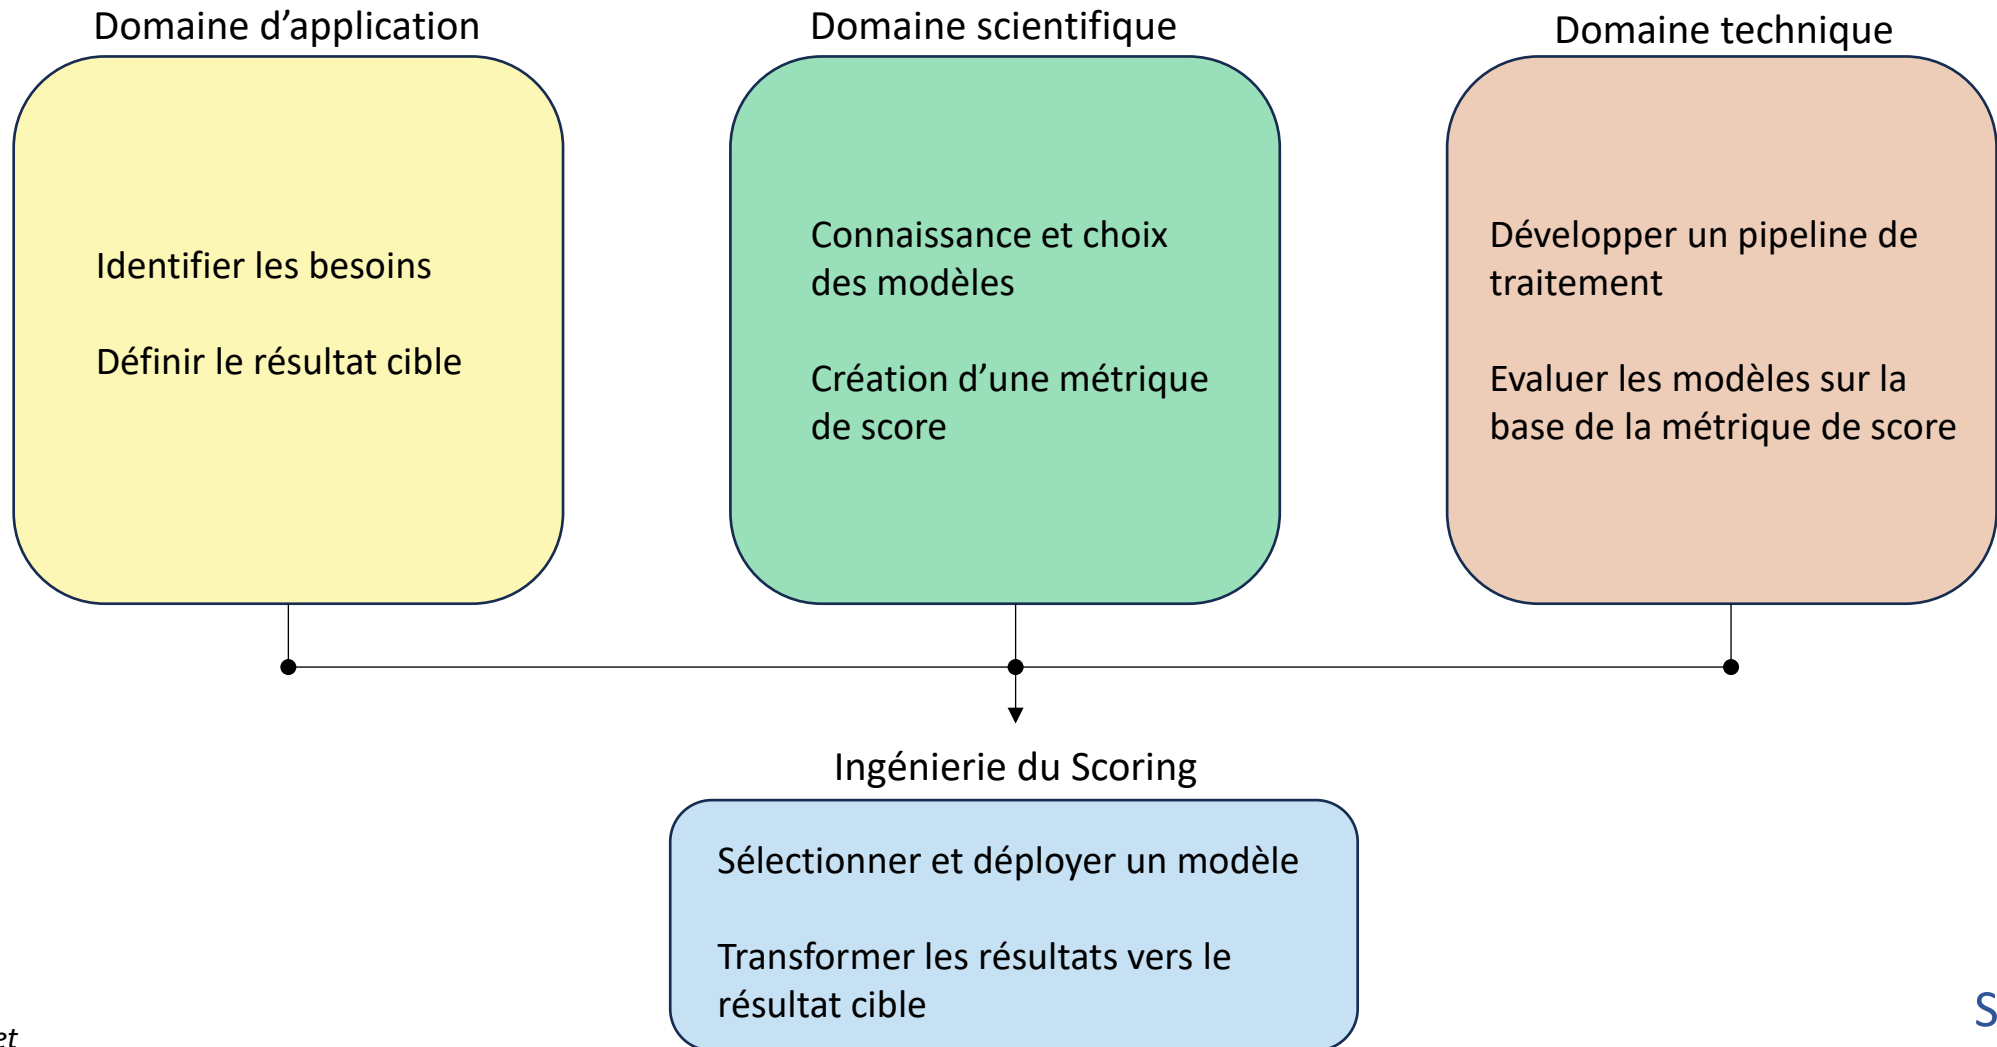 Domaine d'application
Domaine scientifique
Domaine technique
Identifier les besoins
Définir le résultat cible
Connaissance et choix
des modèles
Création d'une métrique
de score
Développer un pipeline de
traitement
Evaluer les modèles sur la
base de la métrique de score
Ingénierie du Scoring
Sélectionner et déployer un modèle
Transformer les résultats vers le
résultat cible
et
S